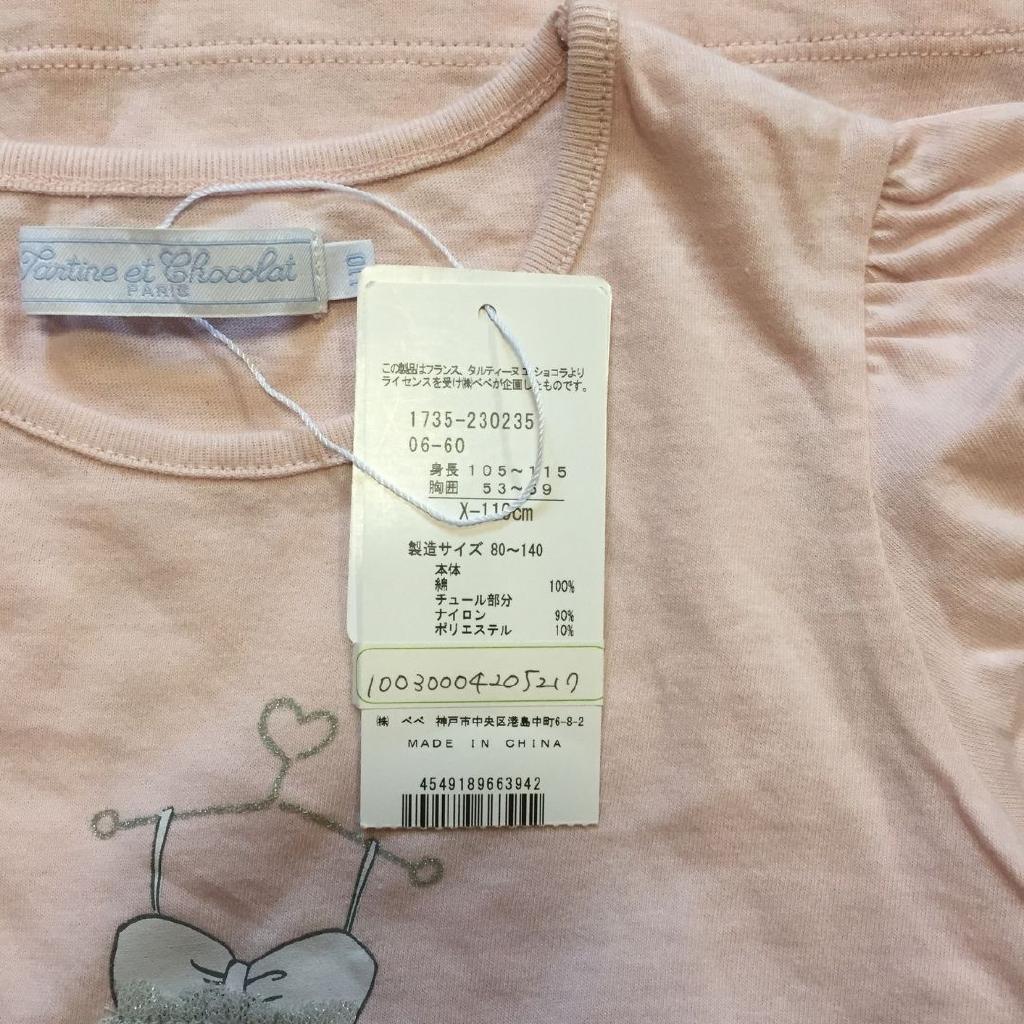 Tartine et Chocolat
PARIS
110
この製品はフランス、タルティーヌ エ ショコラより
ライセンスを受け㈱べべが企画したものです。
1735-230235
06-60
身長 105～115
胸囲 53～59
X-110cm
製造サイズ 80～140
本体
綿 100%
チュール部分
ナイロン 90%
ポリエステル 10%
10030004205217
㈱ べべ 神戸市中央区港島中町6-8-2
MADE IN CHINA
4549189663942